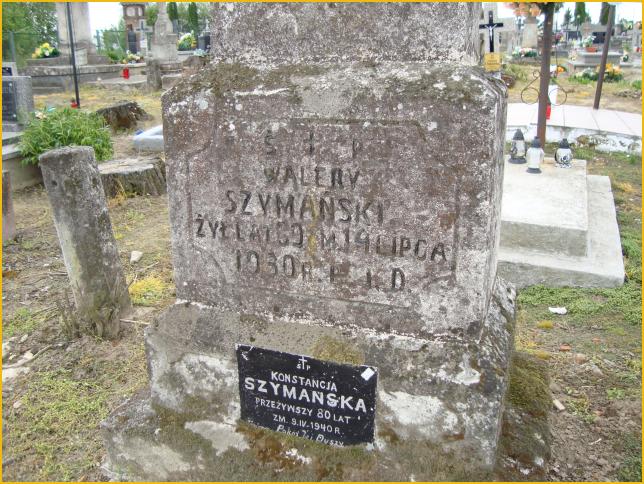 Ś † P
WALERY
SZYMAŃSKI
ŻYŁ LAT 69 ZM. 14 LIPCA
1930 R. P. J. D.
Ś†P
KONSTANCJA
SZYMAŃSKA
PRZEŻYWSZY 80 LAT
ZM. 9.IV.1940 R.
Pokój Jej Duszy